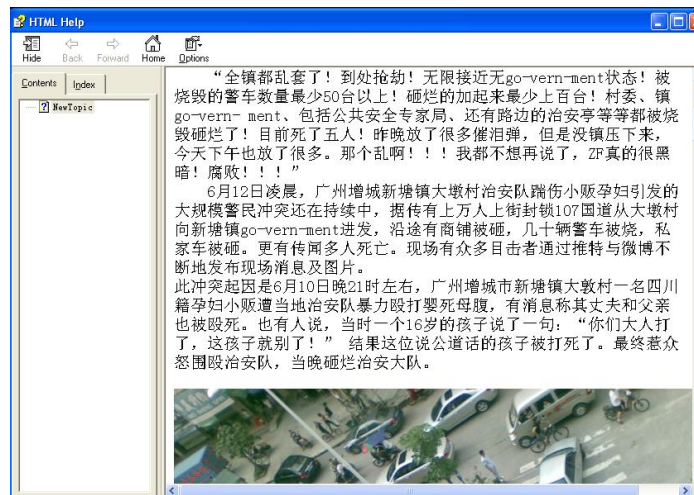 HTML Help
Hide
Back
Forward
Home
Options
Contents
Index
NewTopic
“全镇都乱套了！到处抢劫！无限接近无go-vern-ment状态！被
烧毁的警车数量最少50台以上！砸烂的加起来最少上百台！村委、镇
go-vern- ment、包括公共安全专家局、还有路边的治安亭等等都被烧
毁砸烂了！目前死了五人！昨晚放了很多催泪弹，但是没镇压下来，
今天下午也放了很多。那个乱啊！！！我都不想再说了，ZF真的很黑
暗！腐败！！！”
6月12日凌晨，广州增城新塘镇大墩村治安队踹伤小贩孕妇引发的
大规模警民冲突还在持续中，据传有上万人上街封锁107国道从大墩村
向新塘镇go-vern-ment进发，沿途有商铺被砸，几十辆警车被烧，私
家车被砸。更有传闻多人死亡。现场有众多目击者通过推特与微博不
断地发布现场消息及图片。
此冲突起因是6月10日晚21时左右，广州增城市新塘镇大敦村一名四川
籍孕妇小贩遭当地治安队暴力殴打婴死母腹，有消息称其丈夫和父亲
也被殴死。也有人说，当时一个16岁的孩子说了一句：“你们大人打
了，这孩子就别了！” 结果这位说公道话的孩子被打死了。最终惹众
怒围殴治安队，当晚砸烂治安大队。